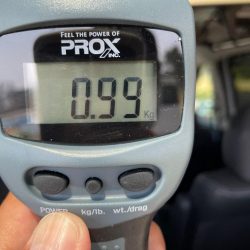 FEEL THE POWER OF
PROX
INC.
0.99 Kg
POWER kg/lb. wt./drag